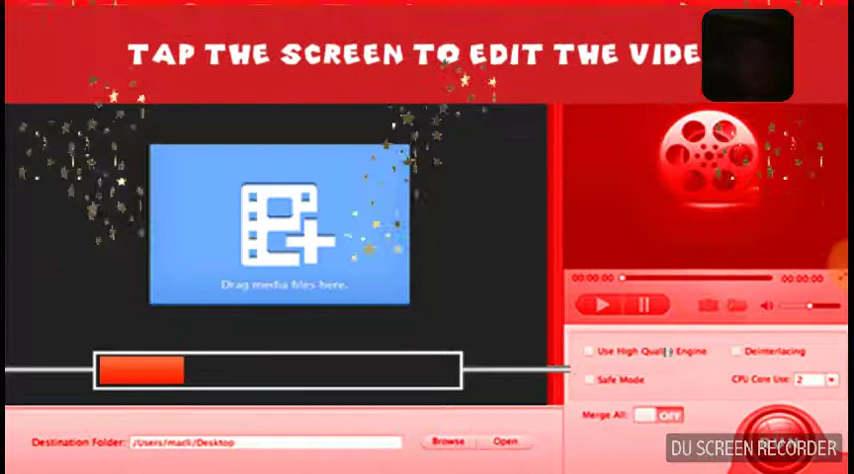 TAP THE SCREEN TO EDIT THE VIDE
Drag media files here.
00:00:00
00:00:00
Use High Quality Engine
Deinterlacing
Safe Mode
CPU Core Use: 2
Merge All: OFF
Destination Folder: /Users/macli/Desktop
Browse
Open
DU SCREEN RECORDER